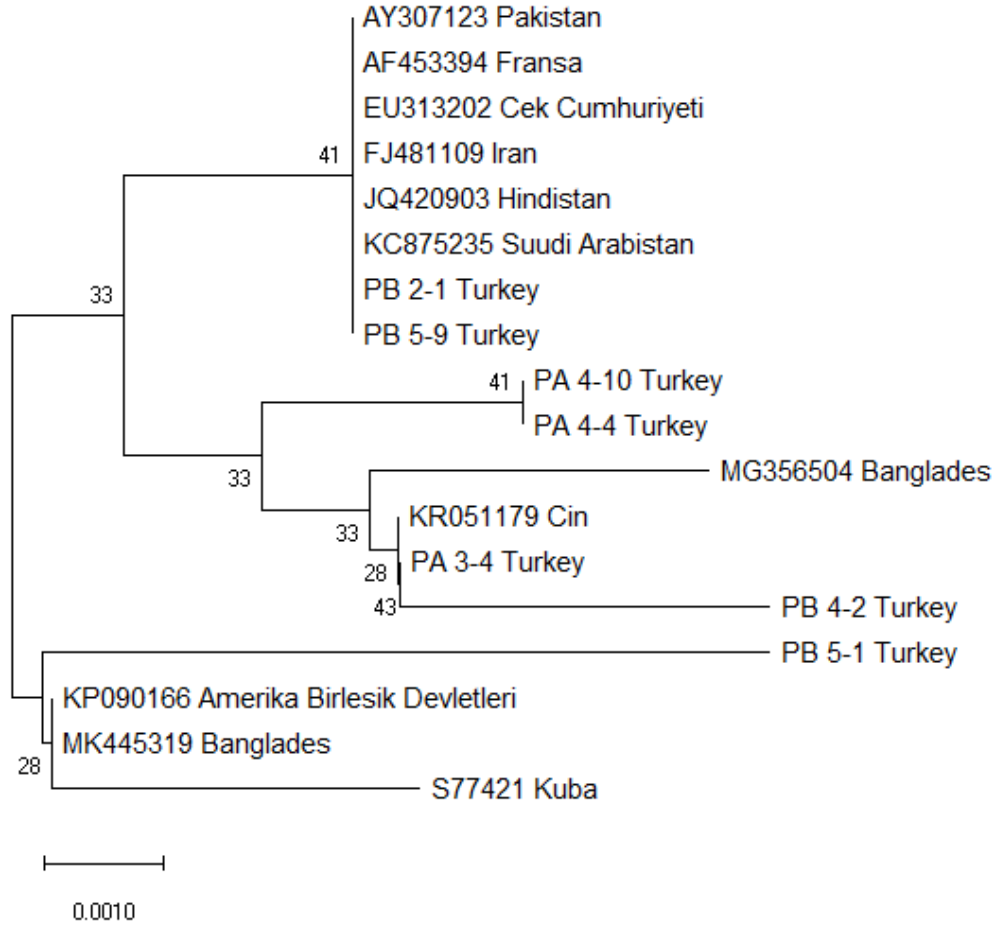 AY307123 Pakistan
AF453394 Fransa
EU313202 Cek Cumhuriyeti
41
FJ481109 Iran
JQ420903 Hindistan
KC875235 Suudi Arabistan
PB 2-1 Turkey
33
PB 5-9 Turkey
41
PA 4-10 Turkey
PA 4-4 Turkey
33
MG356504 Banglades
KR051179 Cin
33
PA 3-4 Turkey
28
43
PB 4-2 Turkey
PB 5-1 Turkey
KP090166 Amerika Birlesik Devletleri
MK445319 Banglades
28
S77421 Kuba
0.0010